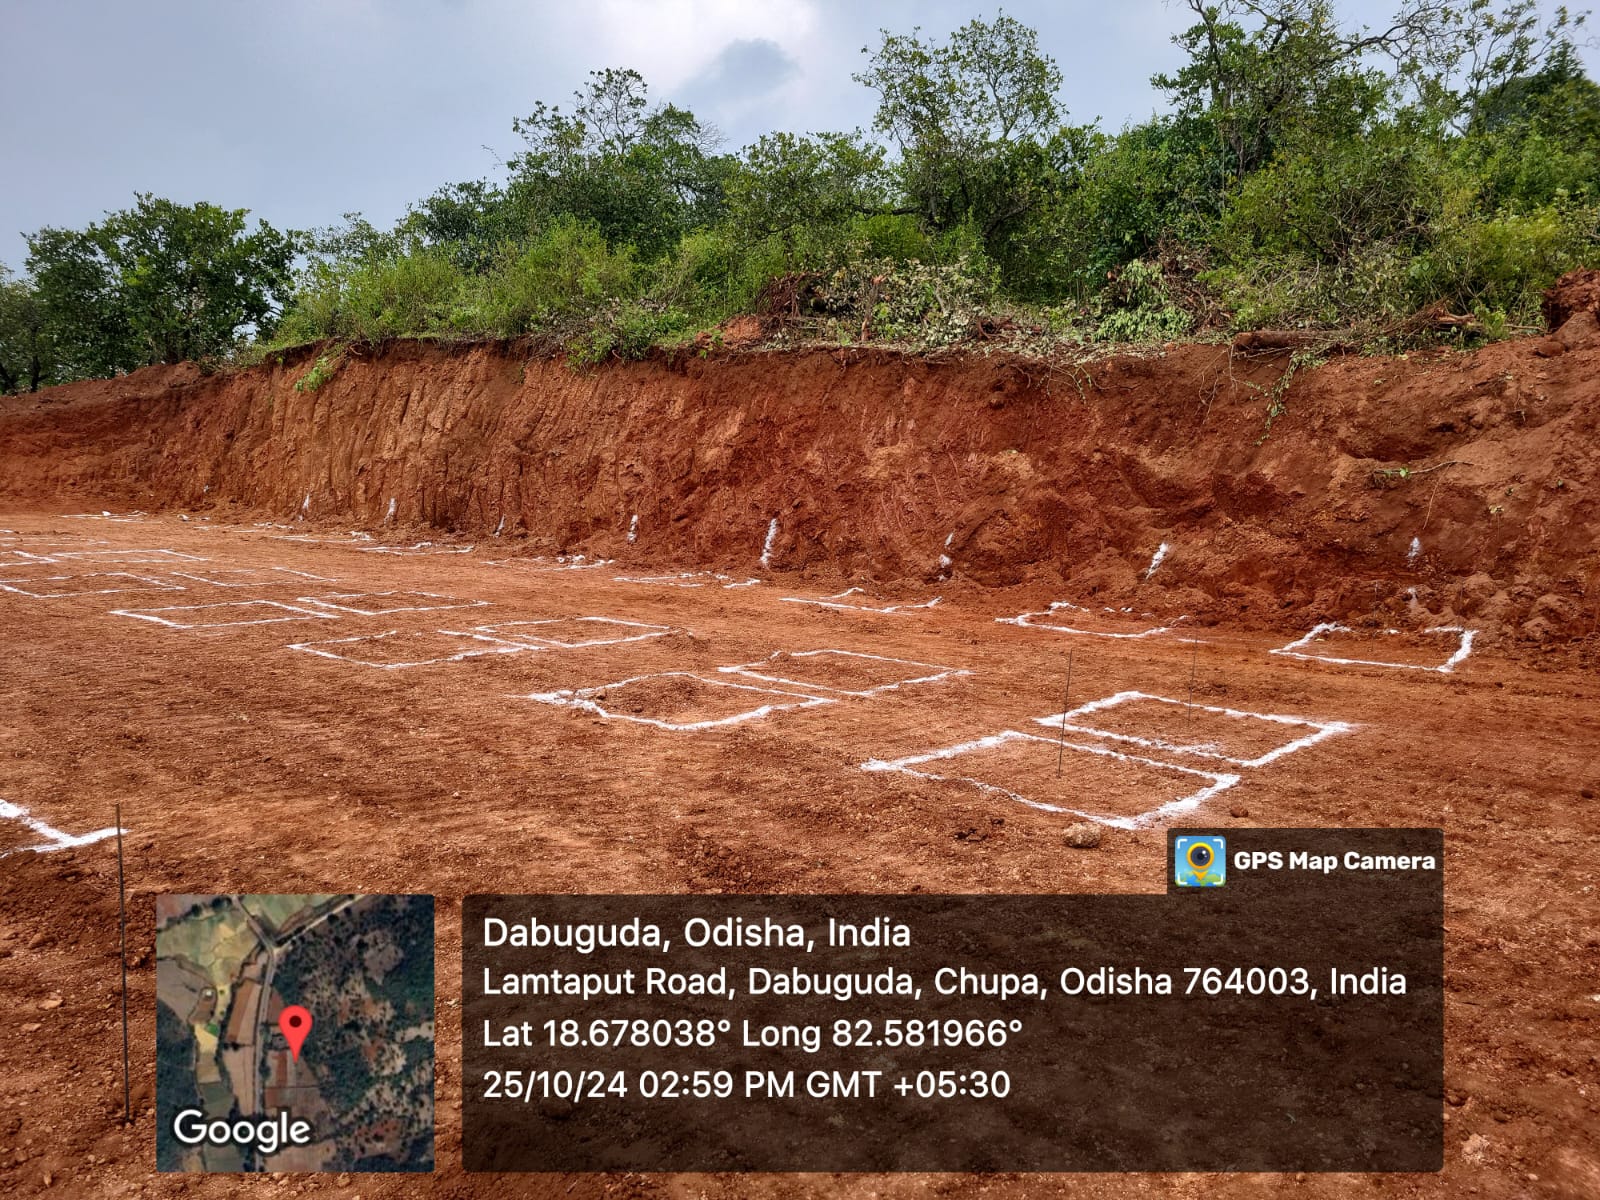 GPS Map Camera
Dabuguda, Odisha, India
Lamtaput Road, Dabuguda, Chupa, Odisha 764003, India
Lat 18.678038° Long 82.581966°
25/10/24 02:59 PM GMT +05:30
Google